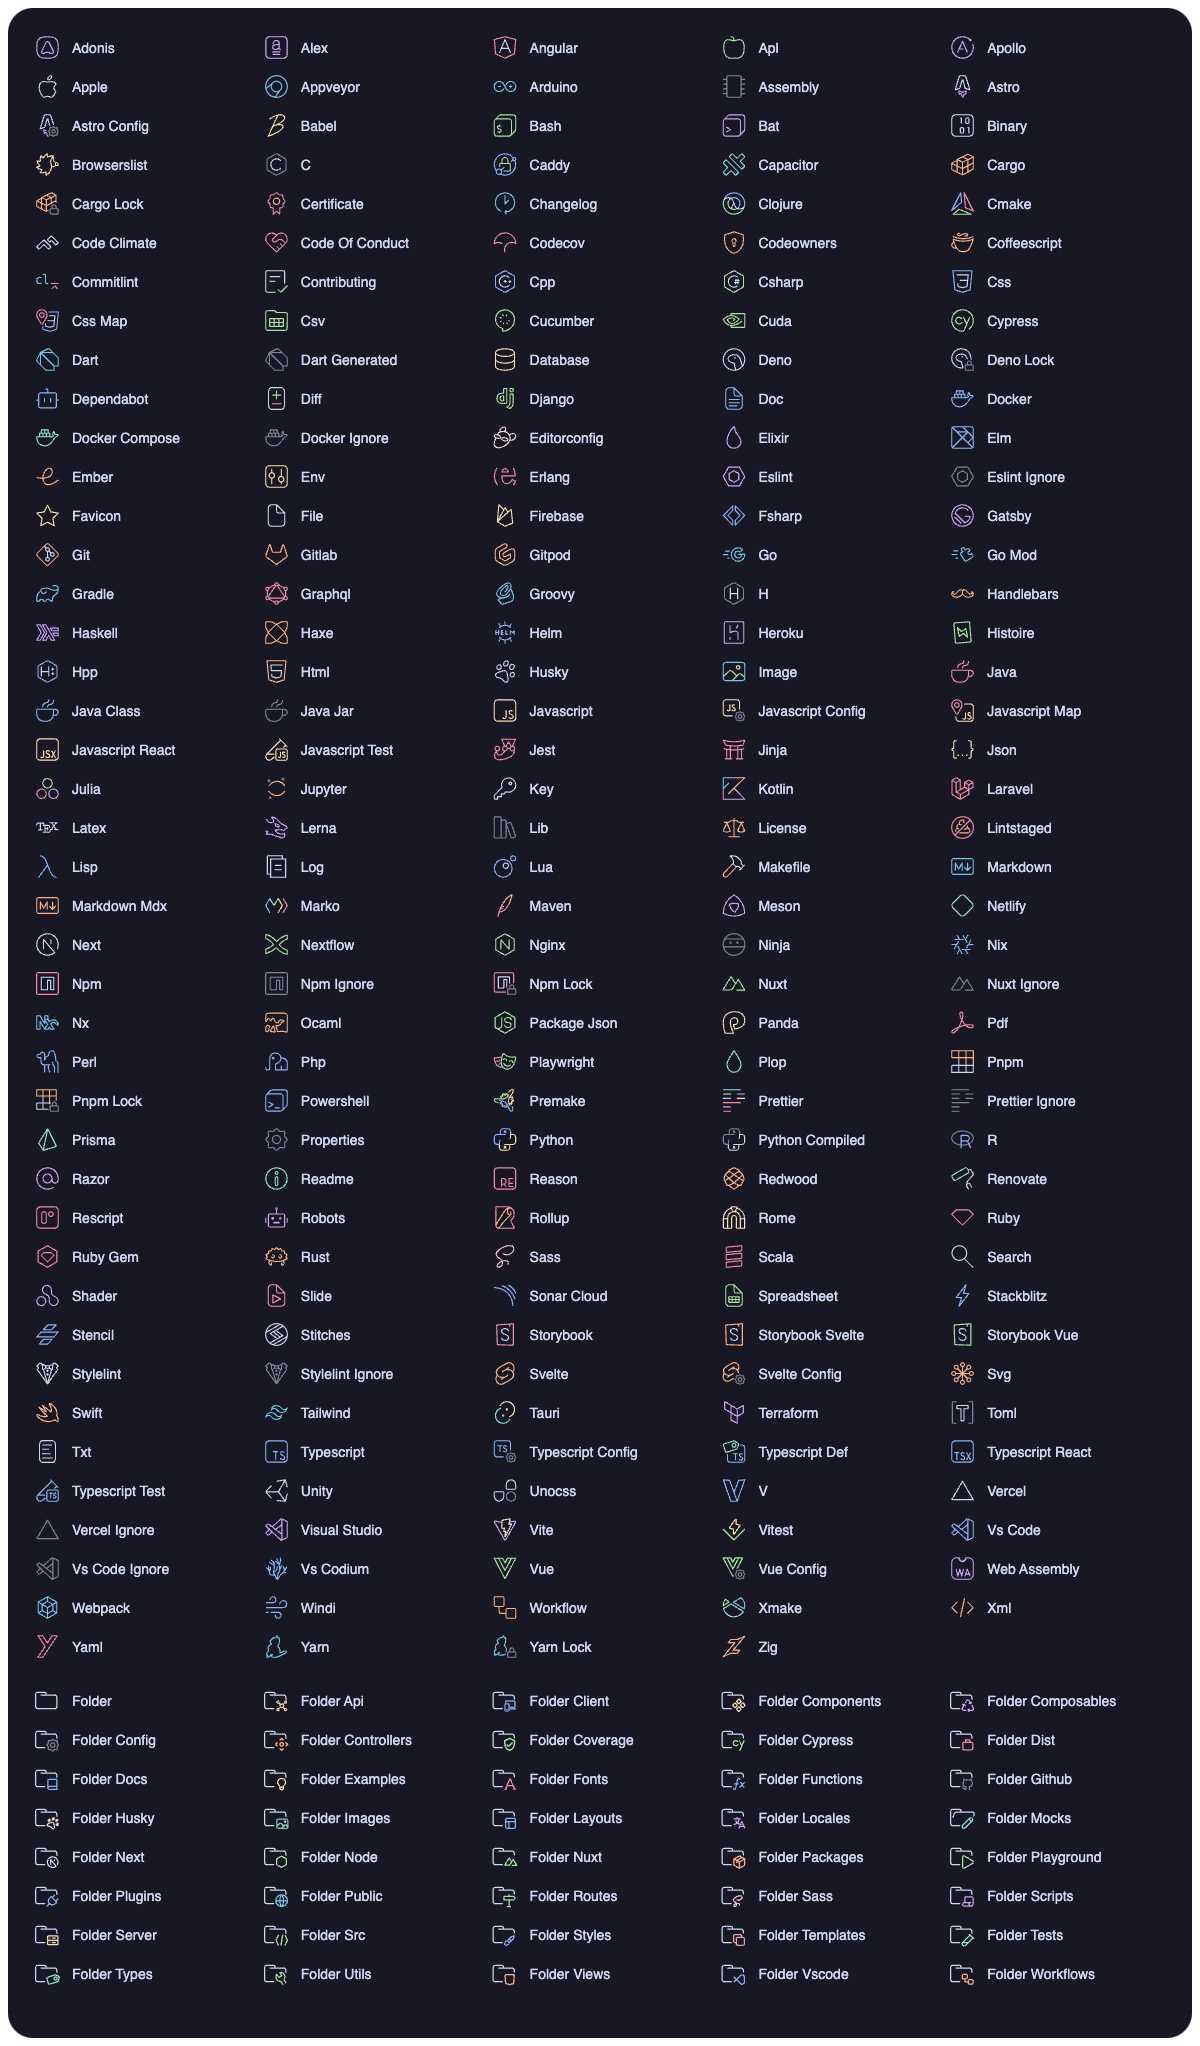 Adonis Alex Angular Apl Apollo
Apple Appveyor Arduino Assembly Astro
Astro Config Babel Bash Bat Binary
Browserslist C Caddy Capacitor Cargo
Cargo Lock Certificate Changelog Clojure Cmake
Code Climate Code Of Conduct Codecov Codeowners Coffeescript
Commitlint Contributing Cpp Csharp Css
Css Map Csv Cucumber Cuda Cypress
Dart Dart Generated Database Deno Deno Lock
Dependabot Diff Django Doc Docker
Docker Compose Docker Ignore Editorconfig Elixir Elm
Ember Env Erlang Eslint Eslint Ignore
Favicon File Firebase Fsharp Gatsby
Git Gitlab Gitpod Go Go Mod
Gradle Graphql Groovy H Handlebars
Haskell Haxe Helm Heroku Histoire
Hpp Html Husky Image Java
Java Class Java Jar Javascript Javascript Config Javascript Map
Javascript React Javascript Test Jest Jinja Json
Julia Jupyter Key Kotlin Laravel
Latex Lerna Lib License Lintstaged
Lisp Log Lua Makefile Markdown
Markdown Mdx Marko Maven Meson Netlify
Next Nextflow Nginx Ninja Nix
Npm Npm Ignore Npm Lock Nuxt Nuxt Ignore
Nx Ocaml Package Json Panda Pdf
Perl Php Playwright Plop Pnpm
Pnpm Lock Powershell Premake Prettier Prettier Ignore
Prisma Properties Python Python Compiled R
Razor Readme Reason Redwood Renovate
Rescript Robots Rollup Rome Ruby
Ruby Gem Rust Sass Scala Search
Shader Slide Sonar Cloud Spreadsheet Stackblitz
Stencil Stitches Storybook Storybook Svelte Storybook Vue
Stylelint Stylelint Ignore Svelte Svelte Config Svg
Swift Tailwind Tauri Terraform Toml
Txt Typescript Typescript Config Typescript Def Typescript React
Typescript Test Unity Unocss V Vercel
Vercel Ignore Visual Studio Vite Vitest Vs Code
Vs Code Ignore Vs Codium Vue Vue Config Web Assembly
Webpack Windi Workflow Xmake Xml
Yaml Yarn Yarn Lock Zig
Folder Folder Api Folder Client Folder Components Folder Composables
Folder Config Folder Controllers Folder Coverage Folder Cypress Folder Dist
Folder Docs Folder Examples Folder Fonts Folder Functions Folder Github
Folder Husky Folder Images Folder Layouts Folder Locales Folder Mocks
Folder Next Folder Node Folder Nuxt Folder Packages Folder Playground
Folder Plugins Folder Public Folder Routes Folder Sass Folder Scripts
Folder Server Folder Src Folder Styles Folder Templates Folder Tests
Folder Types Folder Utils Folder Views Folder Vscode Folder Workflows